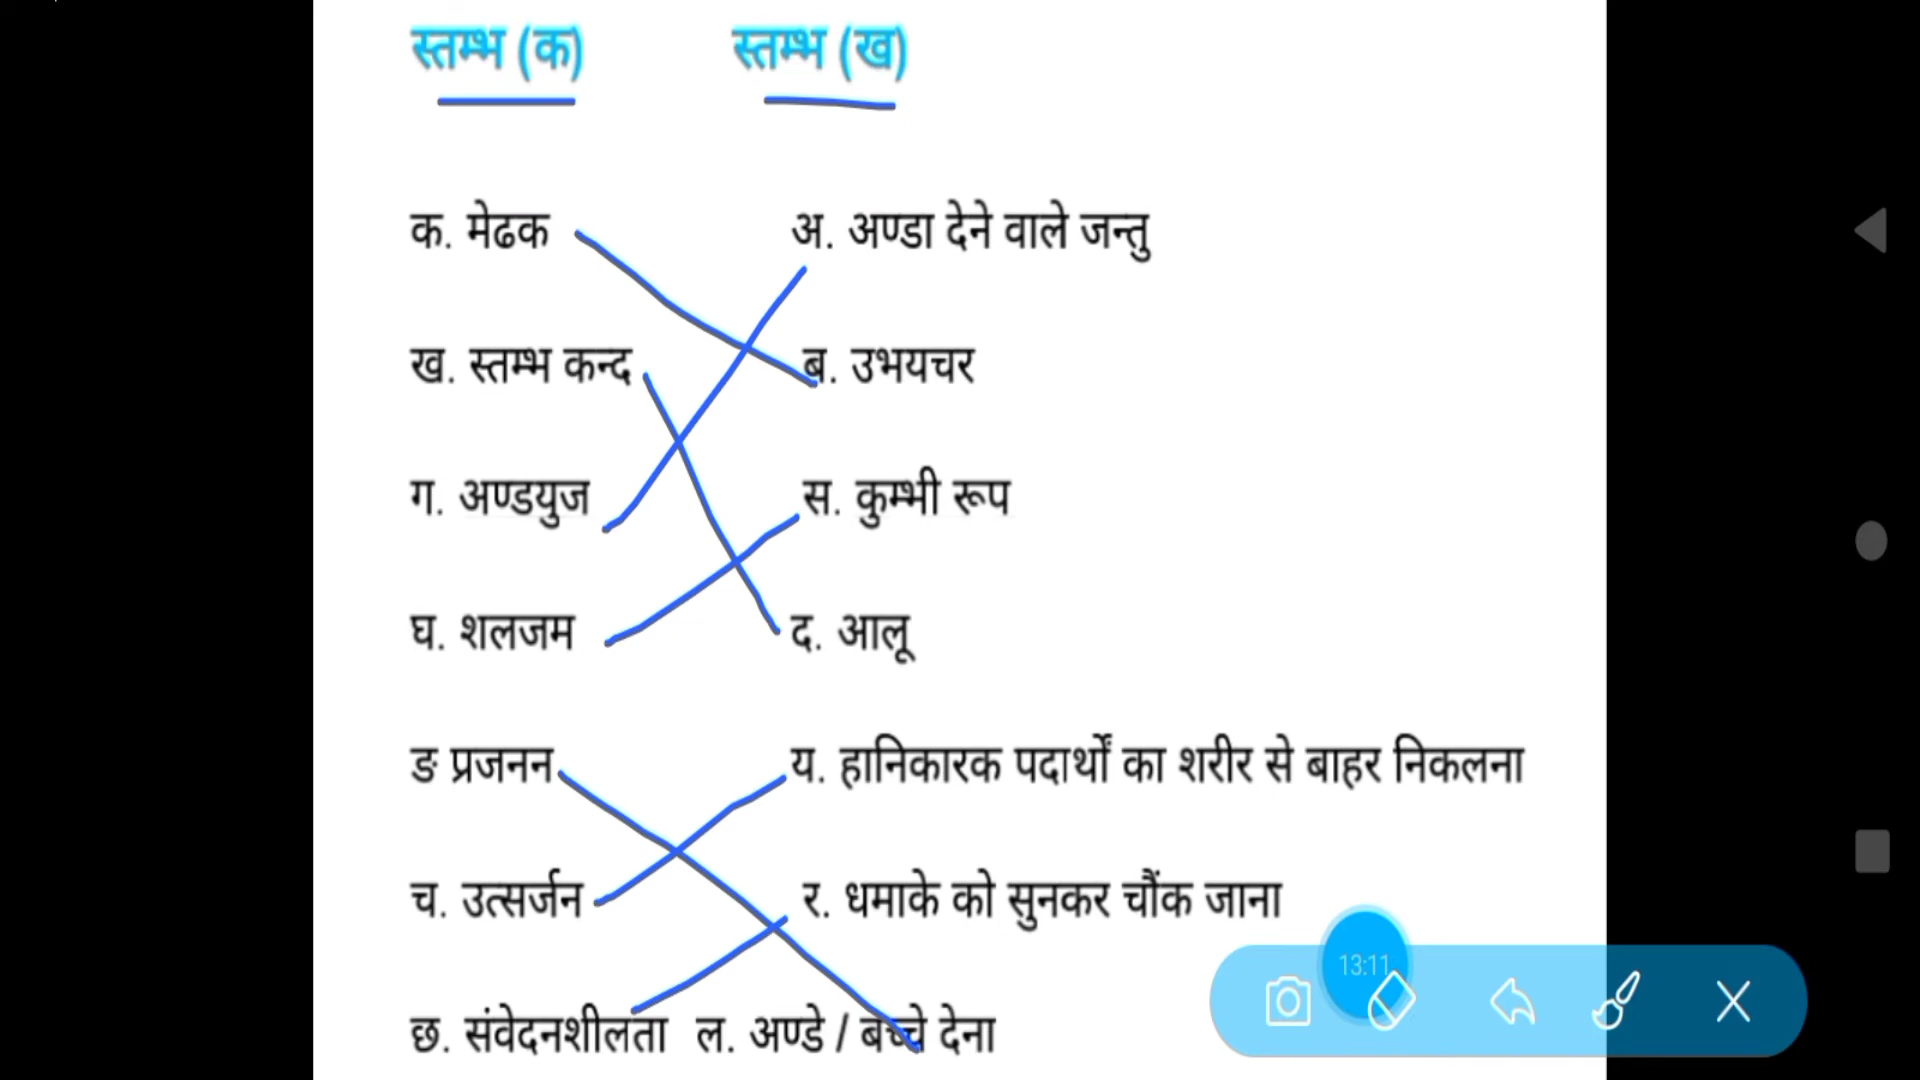 स्तम्भ (क) स्तम्भ (ख)
क. मेढक अ. अण्डा देने वाले जन्तु
ख. स्तम्भ कन्द ब. उभयचर
ग. अण्डयुज स. कुम्भी रूप
घ. शलजम द. आलू
ङ प्रजनन य. हानिकारक पदार्थों का शरीर से बाहर निकलना
च. उत्सर्जन र. धमाके को सुनकर चौंक जाना
छ. संवेदनशीलता ल. अण्डे / बच्चे देना
13:11